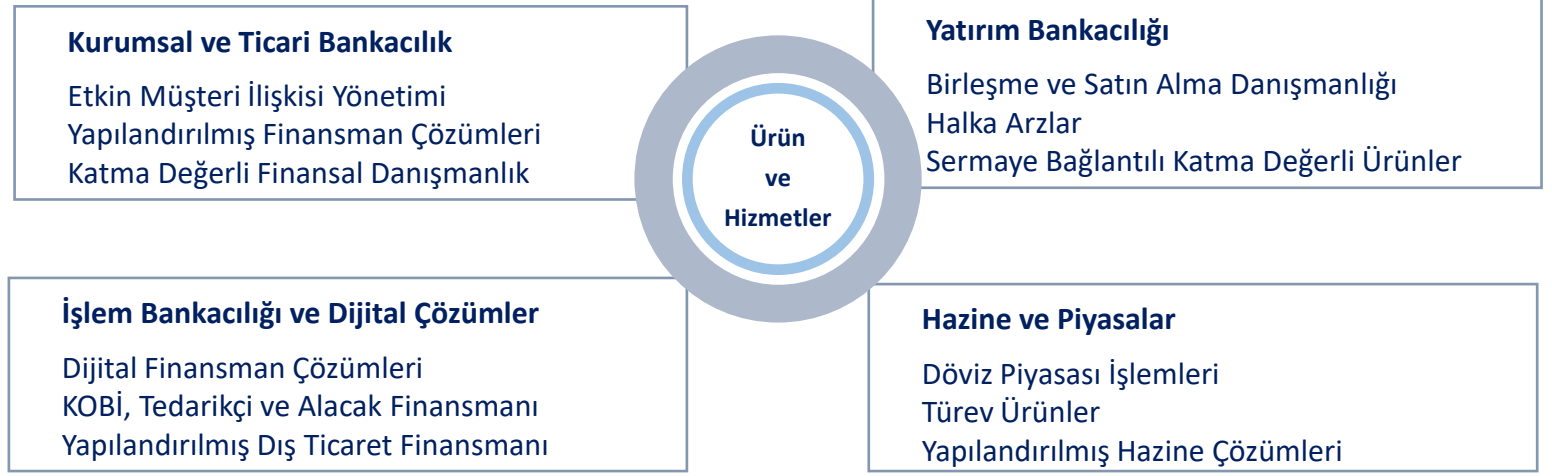 Kurumsal ve Ticari Bankacılık
Etkin Müşteri İlişkisi Yönetimi
Yapılandırılmış Finansman Çözümleri
Katma Değerli Finansal Danışmanlık
Yatırım Bankacılığı
Birleşme ve Satın Alma Danışmanlığı
Halka Arzlar
Sermaye Bağlantılı Katma Değerli Ürünler
Ürün
ve
Hizmetler
İşlem Bankacılığı ve Dijital Çözümler
Dijital Finansman Çözümleri
KOBİ, Tedarikçi ve Alacak Finansmanı
Yapılandırılmış Dış Ticaret Finansmanı
Hazine ve Piyasalar
Döviz Piyasası İşlemleri
Türev Ürünler
Yapılandırılmış Hazine Çözümleri